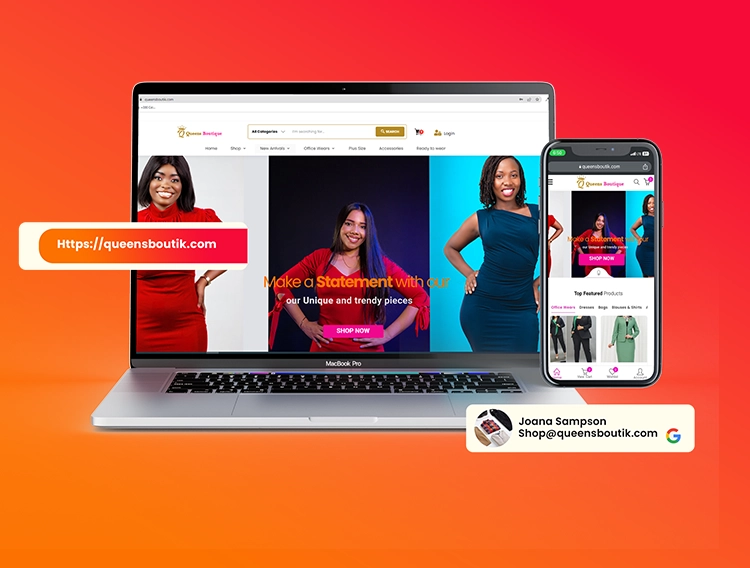 queensboutik.com
Queens Boutique
All Categories
SEARCH
Login
Home
Shop
New Arrivals
Office Wears
Plus Size
Accessories
Ready to wear
Https://queensboutik.com
Make a Statement with our
our Unique and trendy pieces
SHOP NOW
MacBook Pro
queensboutik.com
Queens Boutique
Make a Statement with our
our Unique and trendy pieces
SHOP NOW
Top Featured Products
Office Wears
Dresses
Bags
Blouses & Shirts
Joana Sampson
Shop@queensboutik.com
G